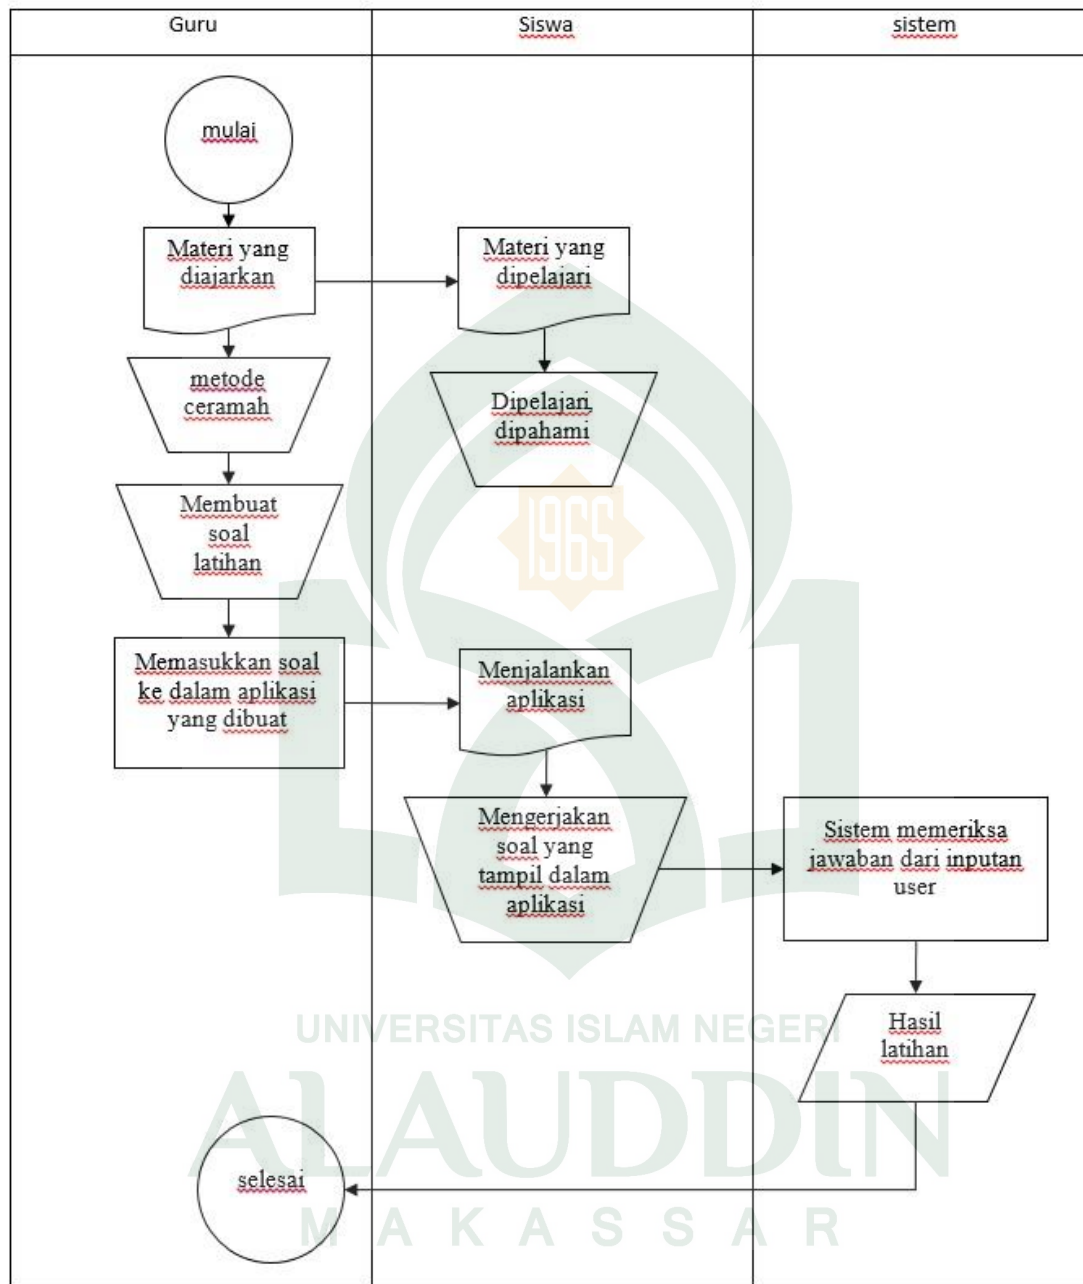 Guru
Siswa
sistem
mulai
Materi yang
diajarkan
Materi yang
dipelajari
metode
ceramah
Dipelajari,
dipahami
Membuat
soal
latihan
1965
Memasukkan soal
ke dalam aplikasi
yang dibuat
Menjalankan
aplikasi
Mengerjakan
soal yang
tampil dalam
aplikasi
Sistem memeriksa
jawaban dari inputan
user
Hasil
latihan
UNIVERSITAS ISLAM NEGERI
ALAUDDIN
MAKASSAR
selesai